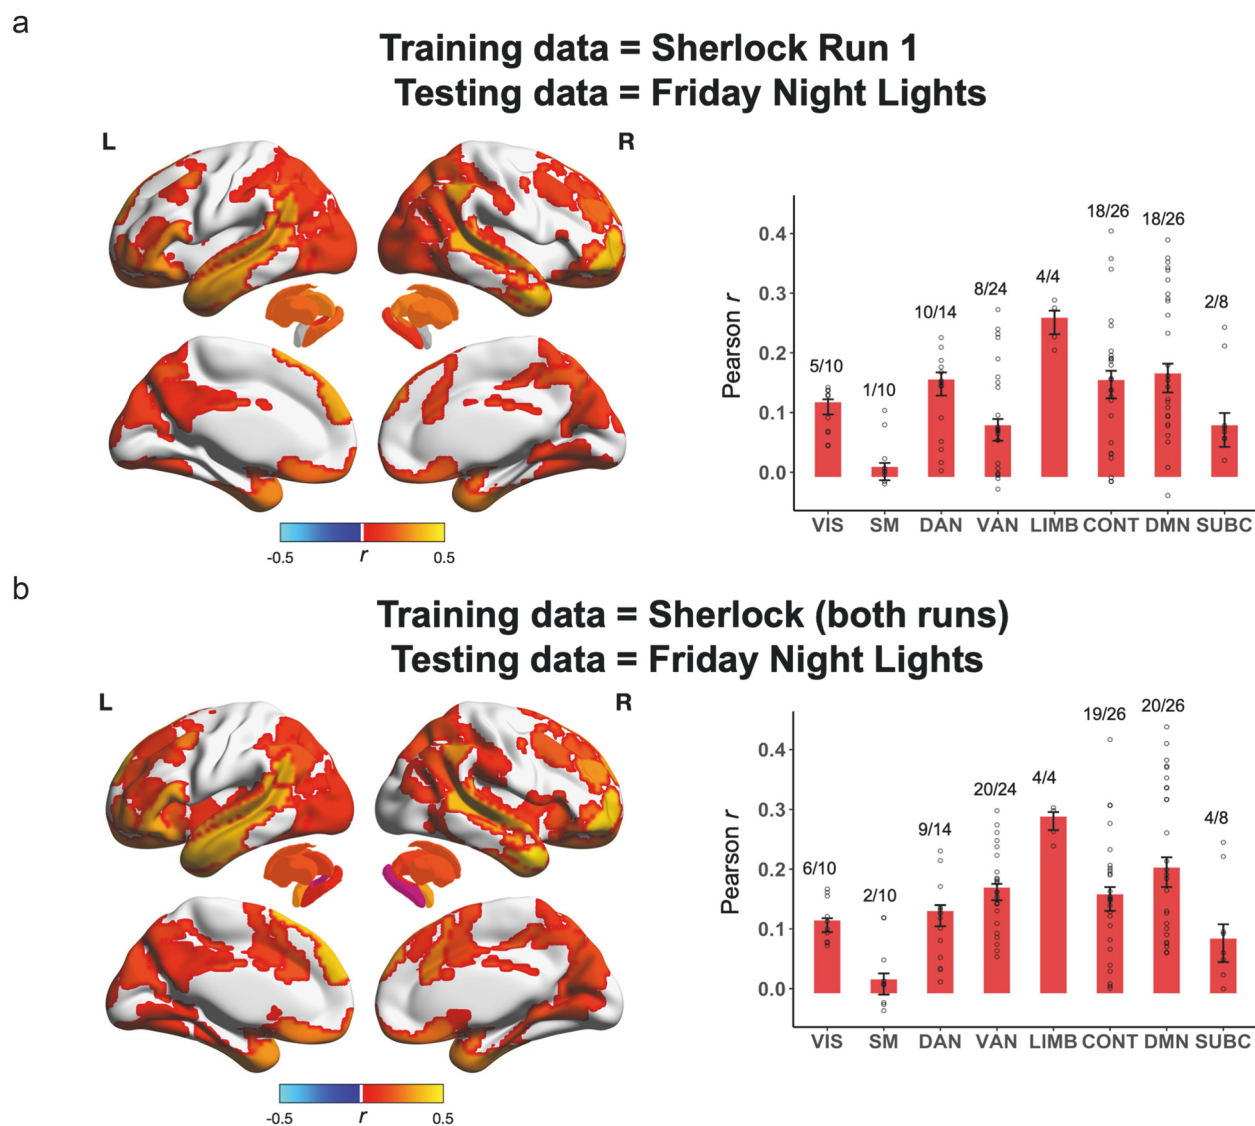 a
Training data = Sherlock Run 1
Testing data = Friday Night Lights
L
R
-0.5
r
0.5
Pearson r
0.4
0.3
0.2
0.1
0.0
5/10
1/10
10/14
8/24
4/4
18/26
18/26
2/8
VIS SM DAN VAN LIMB CONT DMN SUBC
b
Training data = Sherlock (both runs)
Testing data = Friday Night Lights
L
R
-0.5
r
0.5
Pearson r
0.4
0.3
0.2
0.1
0.0
6/10
2/10
9/14
20/24
4/4
19/26
20/26
4/8
VIS SM DAN VAN LIMB CONT DMN SUBC